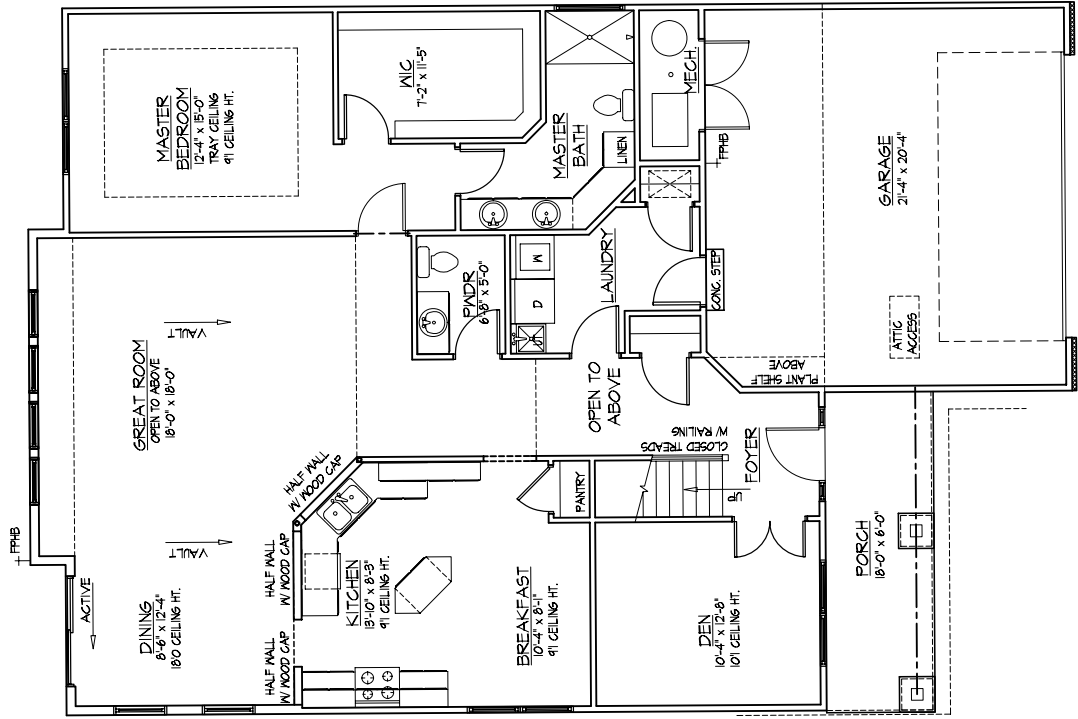 MASTER
BEDROOM
12'-4" x 15'-0"
TRAY CEILING
9'1 CEILING HT.
WIC
7'-2" x 11'-5"
MASTER
BATH
LINEN
MECH.
FPHB
GARAGE
21'-4" x 20'-4"
ATTIC
ACCESS
CONC. STEP
LAUNDRY
M
D
PWDR
6'-8" x 5'-0"
VAULT
GREAT ROOM
OPEN TO ABOVE
18'-0" x 18'-0"
VAULT
FPHB
ACTIVE
DINING
8'-6" x 12'-4"
18'0 CEILING HT.
HALF WALL
W/ WOOD CAP
HALF WALL
W/ WOOD CAP
HALF WALL
W/ WOOD CAP
KITCHEN
13'-10" x 8'-3"
9'1 CEILING HT.
BREAKFAST
10'-4" x 8'-1"
9'1 CEILING HT.
PANTRY
OPEN TO
ABOVE
PLANT SHELF
ABOVE
CLOSED TREADS
W/ RAILING
UP
FOYER
DEN
10'-4" x 12'-8"
10'1 CEILING HT.
PORCH
18'-0" x 6'-0"